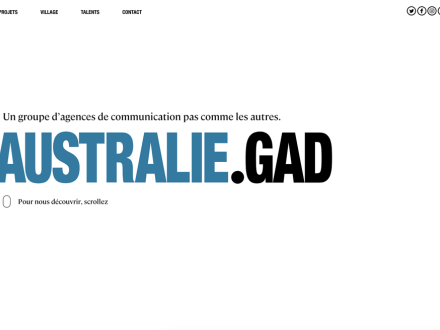 PROJETS VILLAGE TALENTS CONTACT
Un groupe d'agences de communication pas comme les autres.
AUSTRALIE.GAD
Pour nous découvrir, scrollez